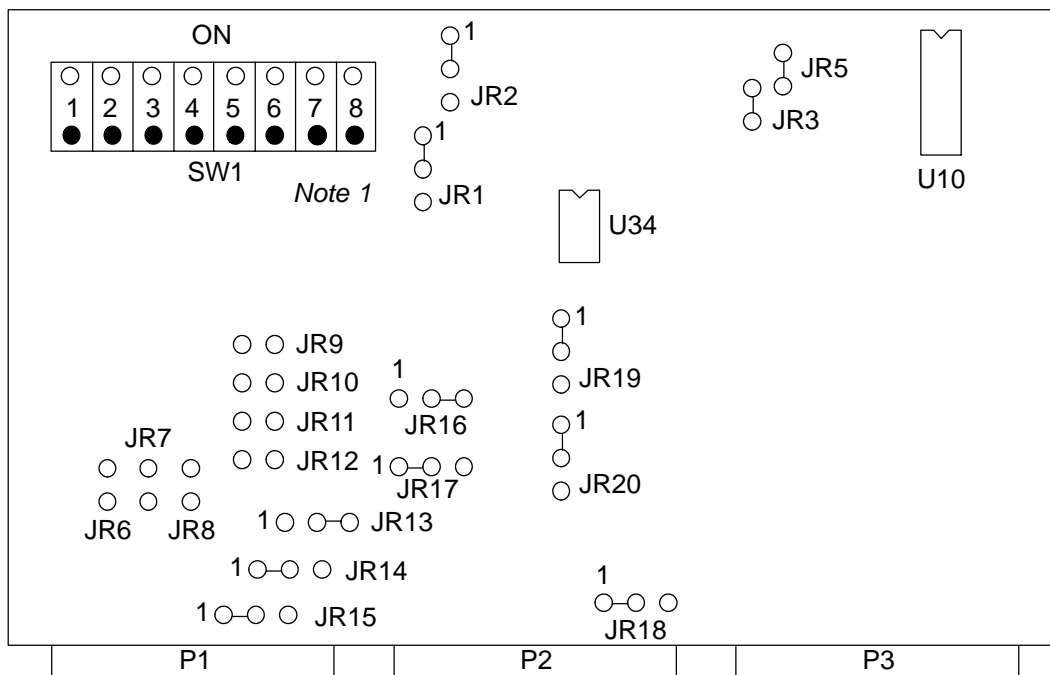 ON
1 2 3 4 5 6 7 8
SW1
Note 1
1
JR2
1
JR1
JR5
JR3
U10
U34
JR9
JR10
JR11
JR12
JR7
JR6 JR8
1
JR16
1
JR17
1
JR19
1
JR20
1 JR13
1 JR14
1 JR15
1
JR18
P1 P2 P3